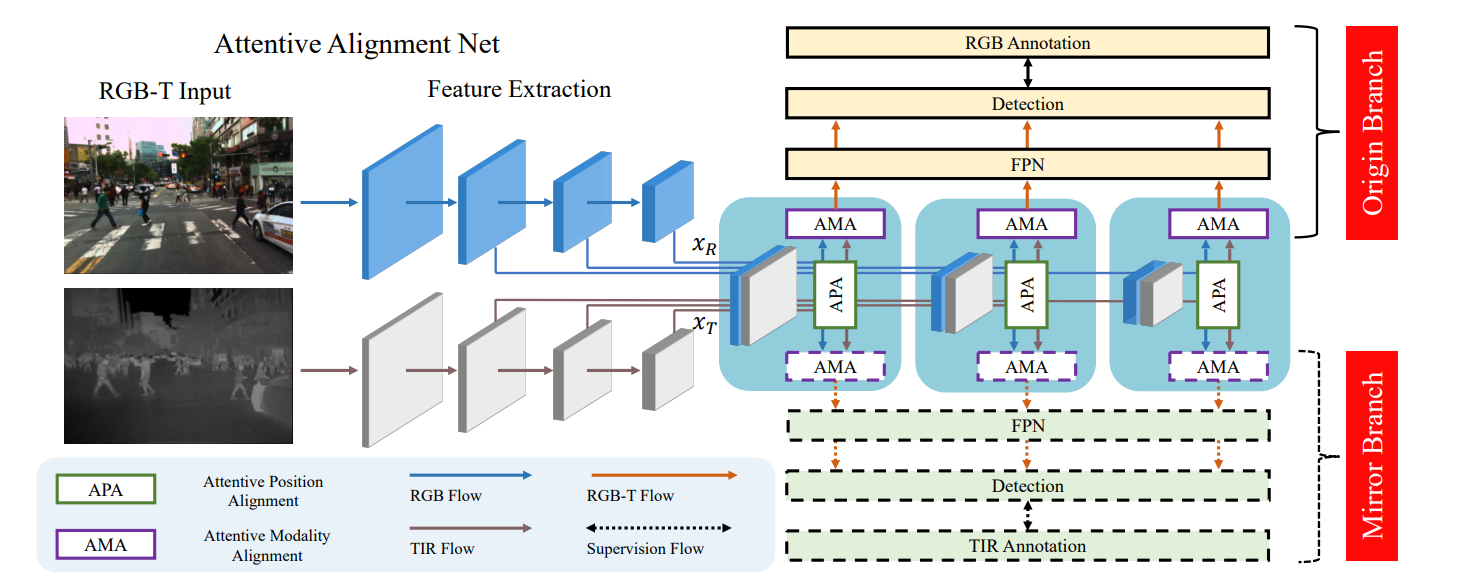 Attentive Alignment Net
RGB-T Input
Feature Extraction
x_R
x_T
RGB Annotation
Detection
FPN
AMA
AMA
AMA
APA
APA
APA
AMA
AMA
AMA
FPN
Detection
TIR Annotation
Origin Branch
Mirror Branch
APA
Attentive Position
Alignment
RGB Flow
RGB-T Flow
AMA
Attentive Modality
Alignment
TIR Flow
Supervision Flow